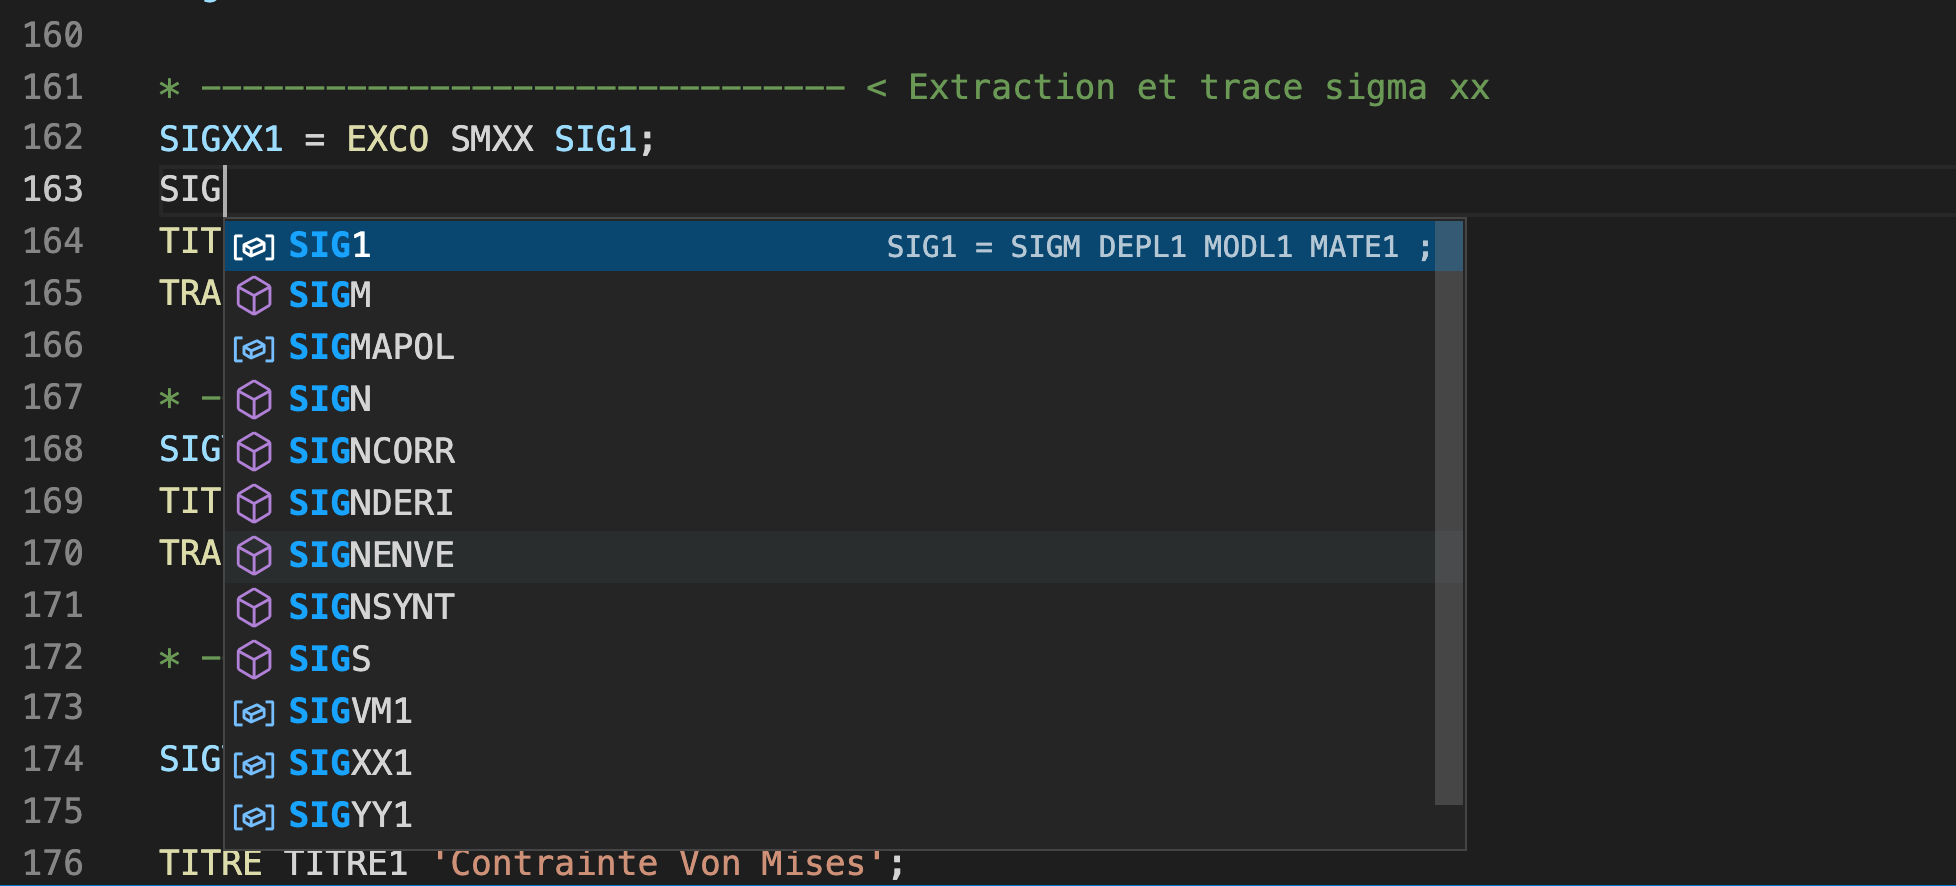 160
161 * ------------------------------- < Extraction et trace sigma xx
162 SIGXX1 = EXCO SMXX SIG1;
163 SIG
164 TIT
SIG1 SIG1 = SIGM DEPL1 MODL1 MATE1 ;
165 TRA
SIGM
166
SIGMAPOL
167 * -
SIGN
168 SIG
SIGNCORR
169 TIT
SIGNDERI
170 TRA
SIGNENVE
171
SIGNSYNT
172 * -
SIGS
173
SIGVM1
174 SIG
SIGXX1
175
SIGYY1
176 TITRE TITRE1 'Contrainte Von Mises';